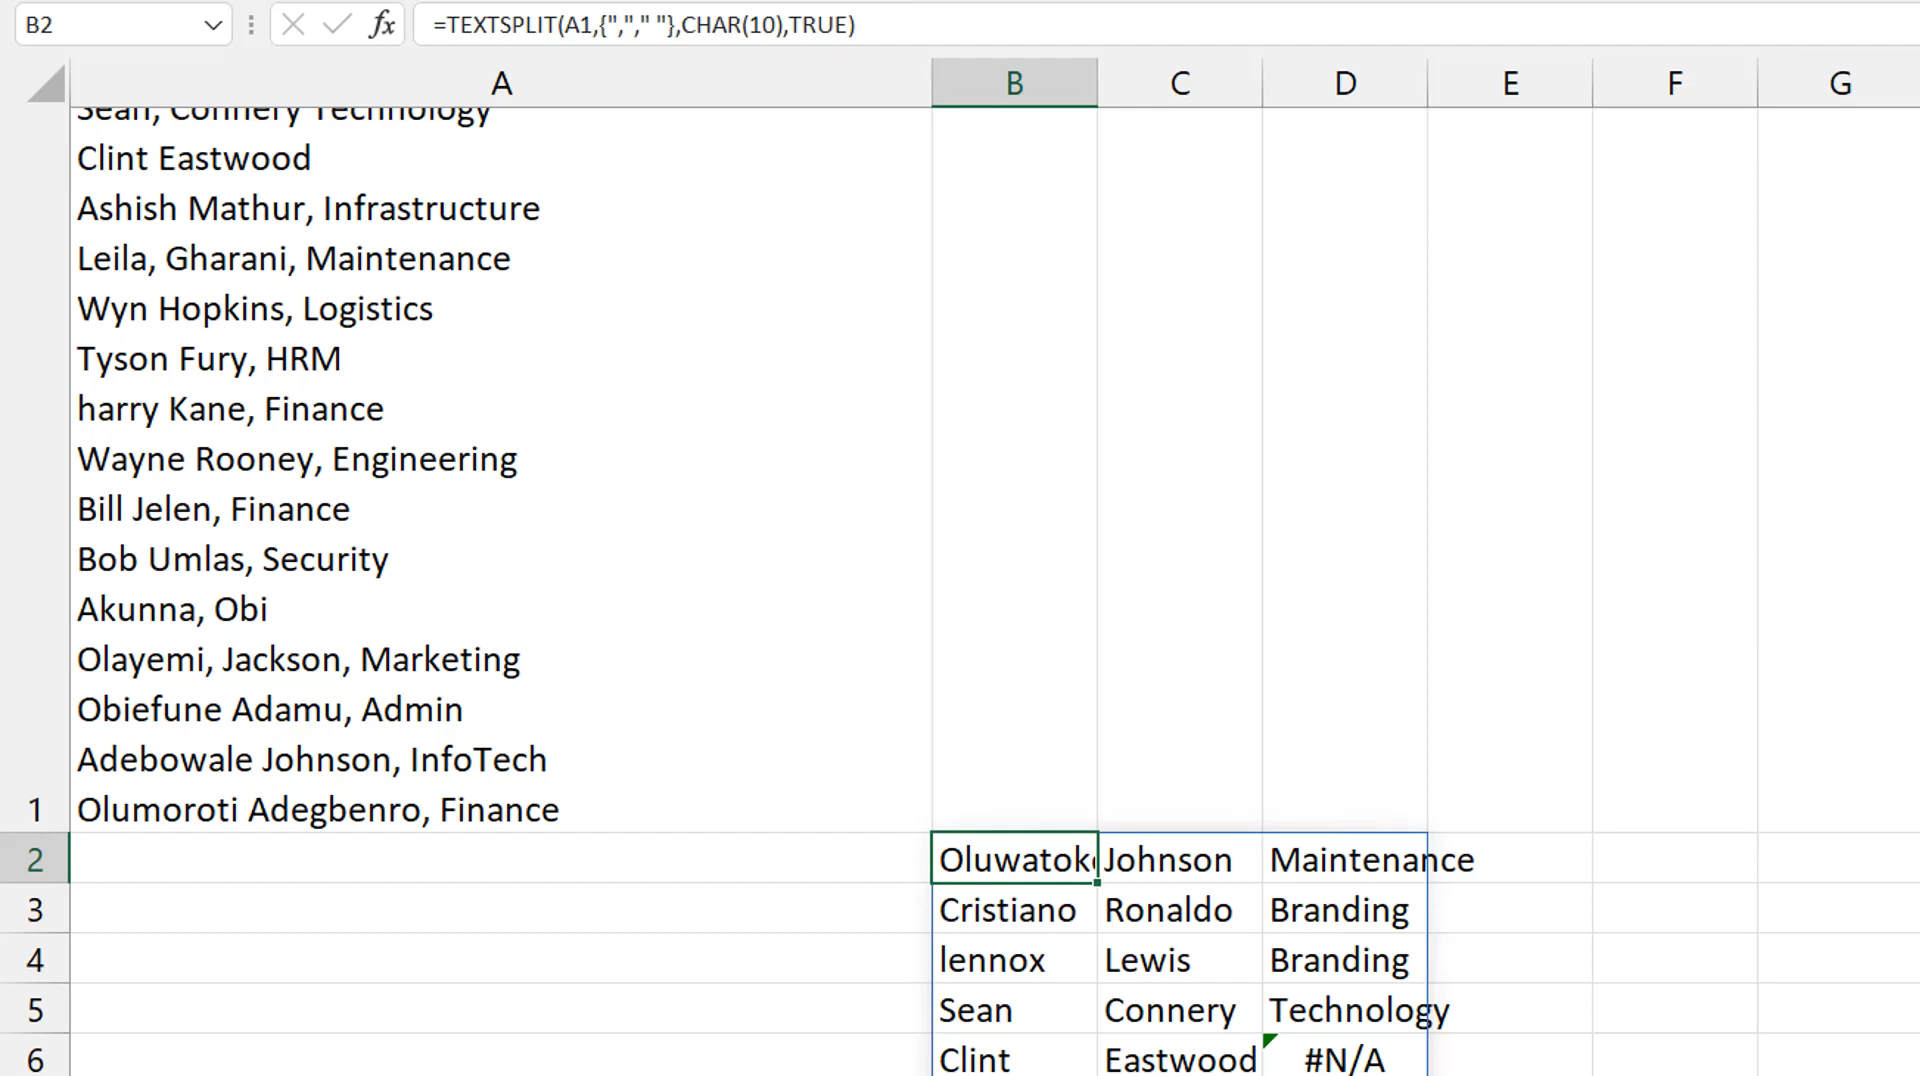 B2 fx =TEXTSPLIT(A1,{","," "},CHAR(10),TRUE)
A B C D E F G
Sean, Connery Technology
Clint Eastwood
Ashish Mathur, Infrastructure
Leila, Gharani, Maintenance
Wyn Hopkins, Logistics
Tyson Fury, HRM
harry Kane, Finance
Wayne Rooney, Engineering
Bill Jelen, Finance
Bob Umlas, Security
Akunna, Obi
Olayemi, Jackson, Marketing
Obiefune Adamu, Admin
Adebowale Johnson, InfoTech
1 Olumoroti Adegbenro, Finance
2 Oluwatok Johnson Maintenance
3 Cristiano Ronaldo Branding
4 lennox Lewis Branding
5 Sean Connery Technology
6 Clint Eastwood #N/A